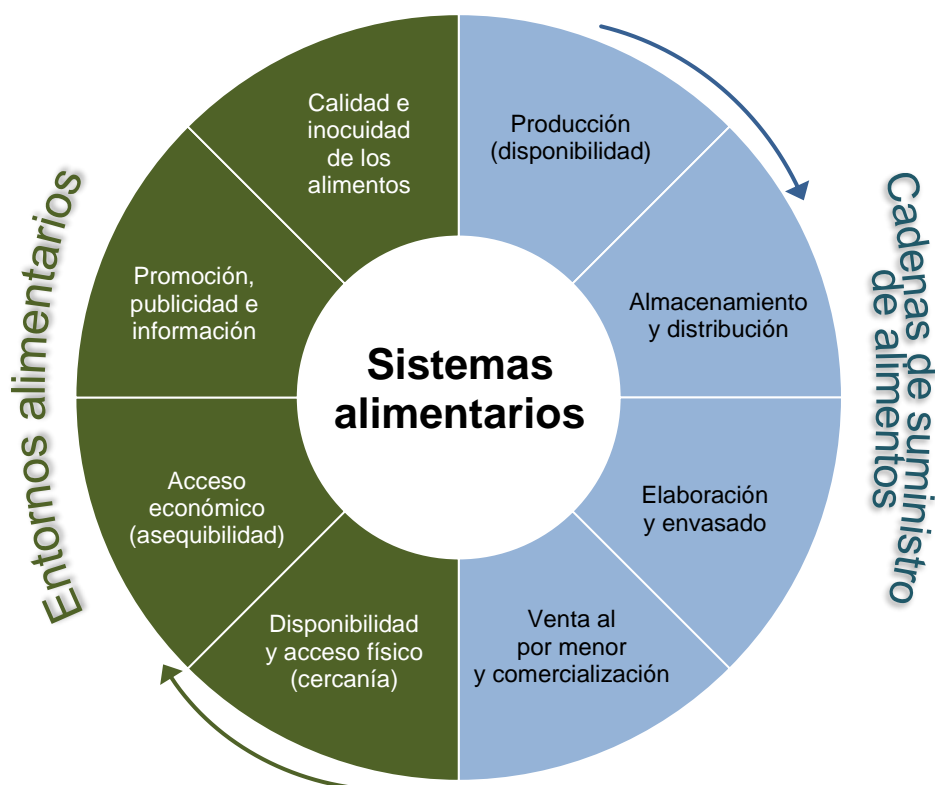 Sistemas
alimentarios
Producción
(disponibilidad)
Almacenamiento
y distribución
Elaboración
y envasado
Venta al
por menor
y comercialización
Disponibilidad
y acceso físico
(cercanía)
Acceso
económico
(asequibilidad)
Promoción,
publicidad e
información
Calidad e
inocuidad
de los
alimentos
Cadenas de suministro
de alimentos
Entornos alimentarios